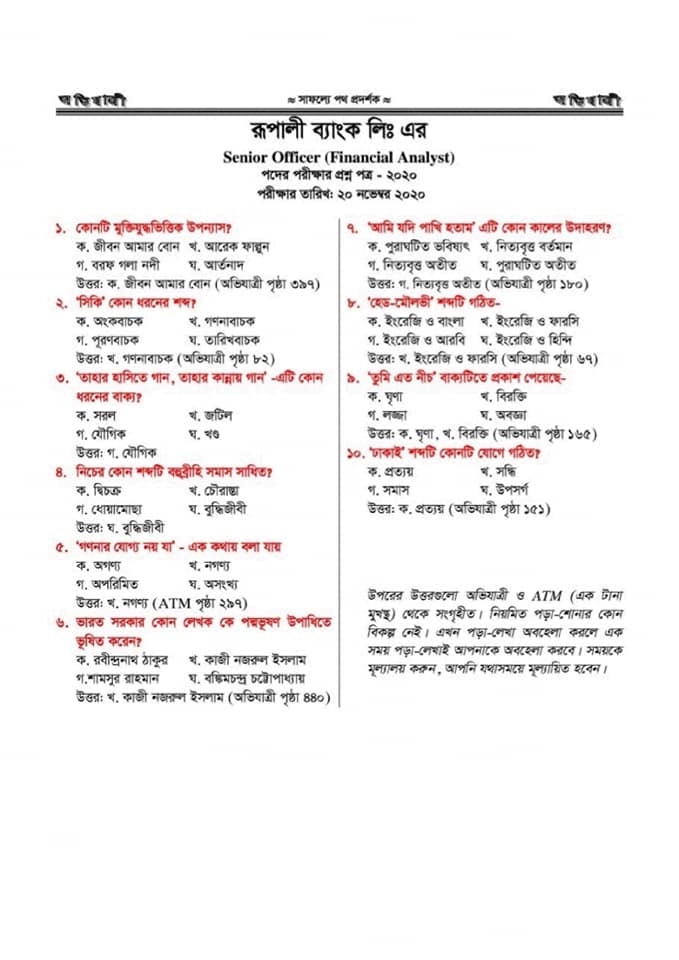 অভিযাত্রী ≈ সাফল্যে পথ প্রদর্শক ≈ অভিযাত্রী
রূপালী ব্যাংক লিঃ এর
Senior Officer (Financial Analyst)
পদের পরীক্ষার প্রশ্ন পত্র - ২০২০
পরীক্ষার তারিখ: ২০ নভেম্বর ২০২০
১. কোনটি মুক্তিযুদ্ধভিত্তিক উপন্যাস?
ক. জীবন আমার বোন খ. আরেক ফাল্গুন
গ. বরফ গলা নদী ঘ. আর্তনাদ
উত্তর: ক. জীবন আমার বোন (অভিযাত্রী পৃষ্ঠা ৩৯৭)
২. ‘সিকি’ কোন ধরনের শব্দ?
ক. অংকবাচক খ. গণনাবাচক
গ. পূরণবাচক ঘ. তারিখবাচক
উত্তর: খ. গণনাবাচক (অভিযাত্রী পৃষ্ঠা ৮২)
৩. ‘তাহার হাসিতে গান, তাহার কান্নায় গান’ -এটি কোন
ধরনের বাক্য?
ক. সরল খ. জটিল
গ. যৌগিক ঘ. খণ্ড
উত্তর: গ. যৌগিক
৪. নিচের কোন শব্দটি বহুব্রীহি সমাস সাধিত?
ক. দ্বিচক্র খ. চৌরাস্তা
গ. ধোয়ামোছা ঘ. বুদ্ধিজীবী
উত্তর: ঘ. বুদ্ধিজীবী
৫. ‘গণনার যোগ্য নয় যা’ - এক কথায় বলা যায়
ক. অগণ্য খ. নগণ্য
গ. অপরিমিত ঘ. অসংখ্য
উত্তর: খ. নগণ্য (ATM পৃষ্ঠা ২৯৭)
৬. ভারত সরকার কোন লেখক কে পদ্মভূষণ উপাধিতে
ভূষিত করেন?
ক. রবীন্দ্রনাথ ঠাকুর খ. কাজী নজরুল ইসলাম
গ.শামসুর রাহমান ঘ. বঙ্কিমচন্দ্র চট্টোপাধ্যায়
উত্তর: খ. কাজী নজরুল ইসলাম (অভিযাত্রী পৃষ্ঠা ৪৪০)
৭. ‘আমি যদি পাখি হতাম’ এটি কোন কালের উদাহরণ?
ক. পুরাঘটিত ভবিষ্যৎ খ. নিত্যবৃত্ত বর্তমান
গ. নিত্যবৃত্ত অতীত ঘ. পুরাঘটিত অতীত
উত্তর: গ. নিত্যবৃত্ত অতীত (অভিযাত্রী পৃষ্ঠা ১৮০)
৮. ‘হেড-মৌলভী’ শব্দটি গঠিত-
ক. ইংরেজি ও বাংলা খ. ইংরেজি ও ফারসি
গ. ইংরেজি ও আরবি ঘ. ইংরেজি ও হিন্দি
উত্তর: খ. ইংরেজি ও ফারসি (অভিযাত্রী পৃষ্ঠা ৬৭)
৯. ‘তুমি এত নীচ’ বাক্যটিতে প্রকাশ পেয়েছে-
ক. ঘৃণা খ. বিরক্তি
গ. লজ্জা ঘ. অবজ্ঞা
উত্তর: ক. ঘৃণা, খ. বিরক্তি (অভিযাত্রী পৃষ্ঠা ১৬৫)
১০. ‘ঢাকাই’ শব্দটি কোনটি যোগে গঠিত?
ক. প্রত্যয় খ. সন্ধি
গ. সমাস ঘ. উপসর্গ
উত্তর: ক. প্রত্যয় (অভিযাত্রী পৃষ্ঠা ১৫১)
উপরের উত্তরগুলো অভিযাত্রী ও ATM (এক টানা
মুখস্থ) থেকে সংগৃহীত। নিয়মিত পড়া-শোনার কোন
বিকল্প নেই। এখন পড়া-লেখা অবহেলা করলে এক
সময় পড়া-লেখাই আপনাকে অবহেলা করবে। সময়কে
মূল্যালয় করুন, আপনি যথাসময়ে মূল্যায়িত হবেন।